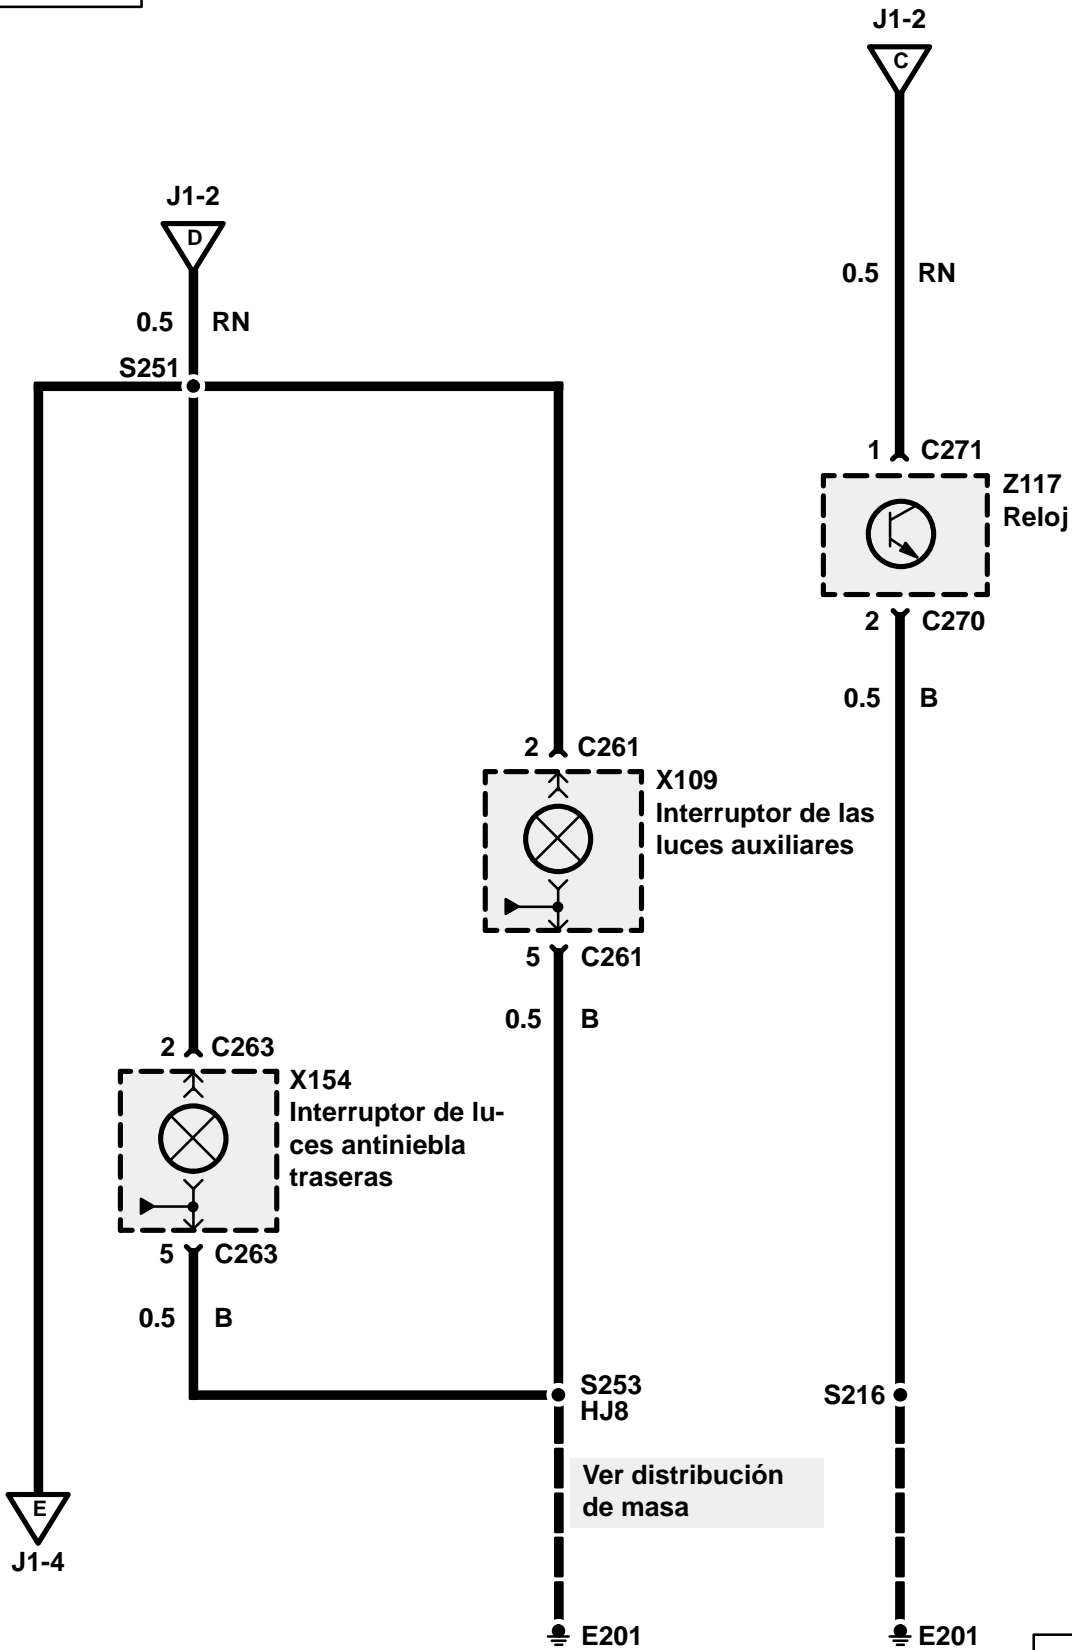 J1-2
C
J1-2
D
0.5 RN
0.5 RN
S251
1 C271
Z117
Reloj
2 C270
0.5 B
2 C261
X109
Interruptor de las
luces auxiliares
5 C261
0.5 B
2 C263
X154
Interruptor de lu-
ces antiniebla
traseras
5 C263
0.5 B
S253
HJ8
S216
Ver distribución
de masa
E
J1-4
E201
E201